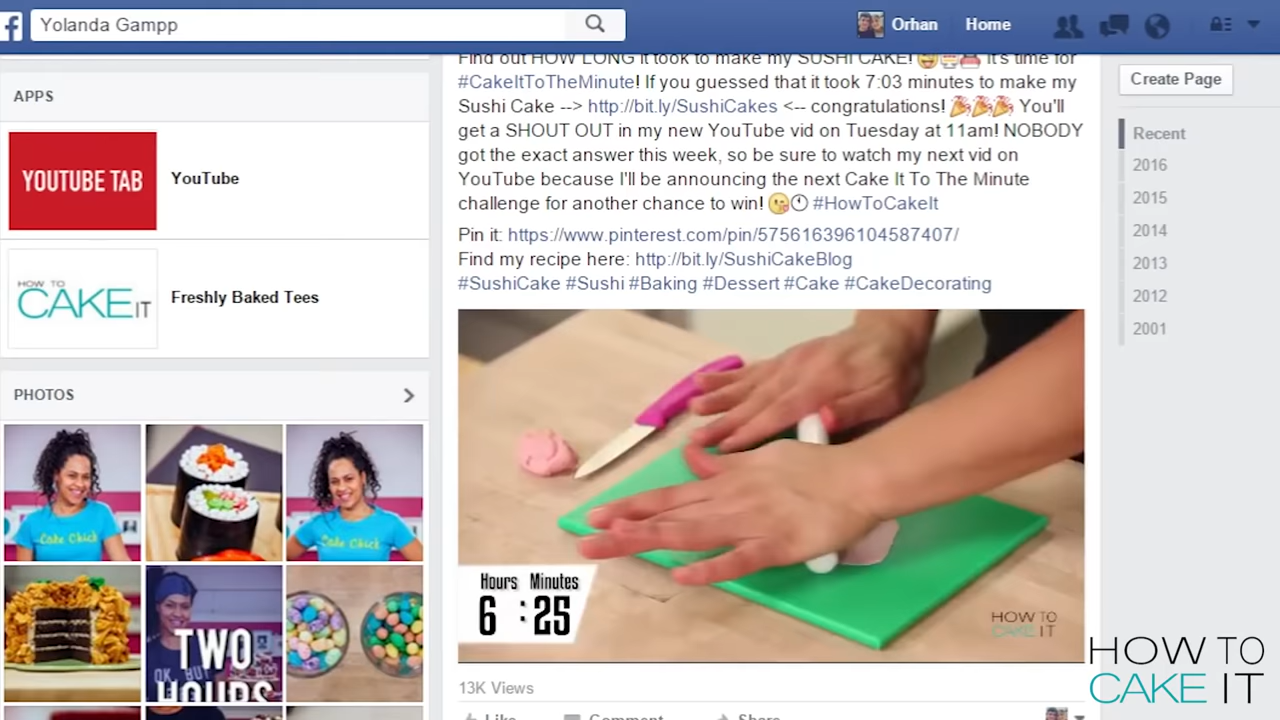 Yolanda Gampp
Orhan
Home
APPS
YOUTUBE TAB
YouTube
HOW TO
CAKE IT
Freshly Baked Tees
PHOTOS
Cake Chick
Cake Chick
TWO
OK, BUT
HOURS
Find out HOW LONG it took to make my SUSHI CAKE! 😄🍰🍣 It's time for
#CakeItToTheMinute! If you guessed that it took 7:03 minutes to make my
Sushi Cake --> http://bit.ly/SushiCakes <-- congratulations! 🎉🎉🎉 You'll
get a SHOUT OUT in my new YouTube vid on Tuesday at 11am! NOBODY
got the exact answer this week, so be sure to watch my next vid on
YouTube because I'll be announcing the next Cake It To The Minute
challenge for another chance to win! 😘🕐 #HowToCakeIt
Pin it: https://www.pinterest.com/pin/575616396104587407/
Find my recipe here: http://bit.ly/SushiCakeBlog
#SushiCake #Sushi #Baking #Dessert #Cake #CakeDecorating
Hours Minutes
6 : 25
HOW TO
CAKE IT
13K Views
Like
Comment
Share
Create Page
Recent
2016
2015
2014
2013
2012
2001
HOW TO
CAKE IT